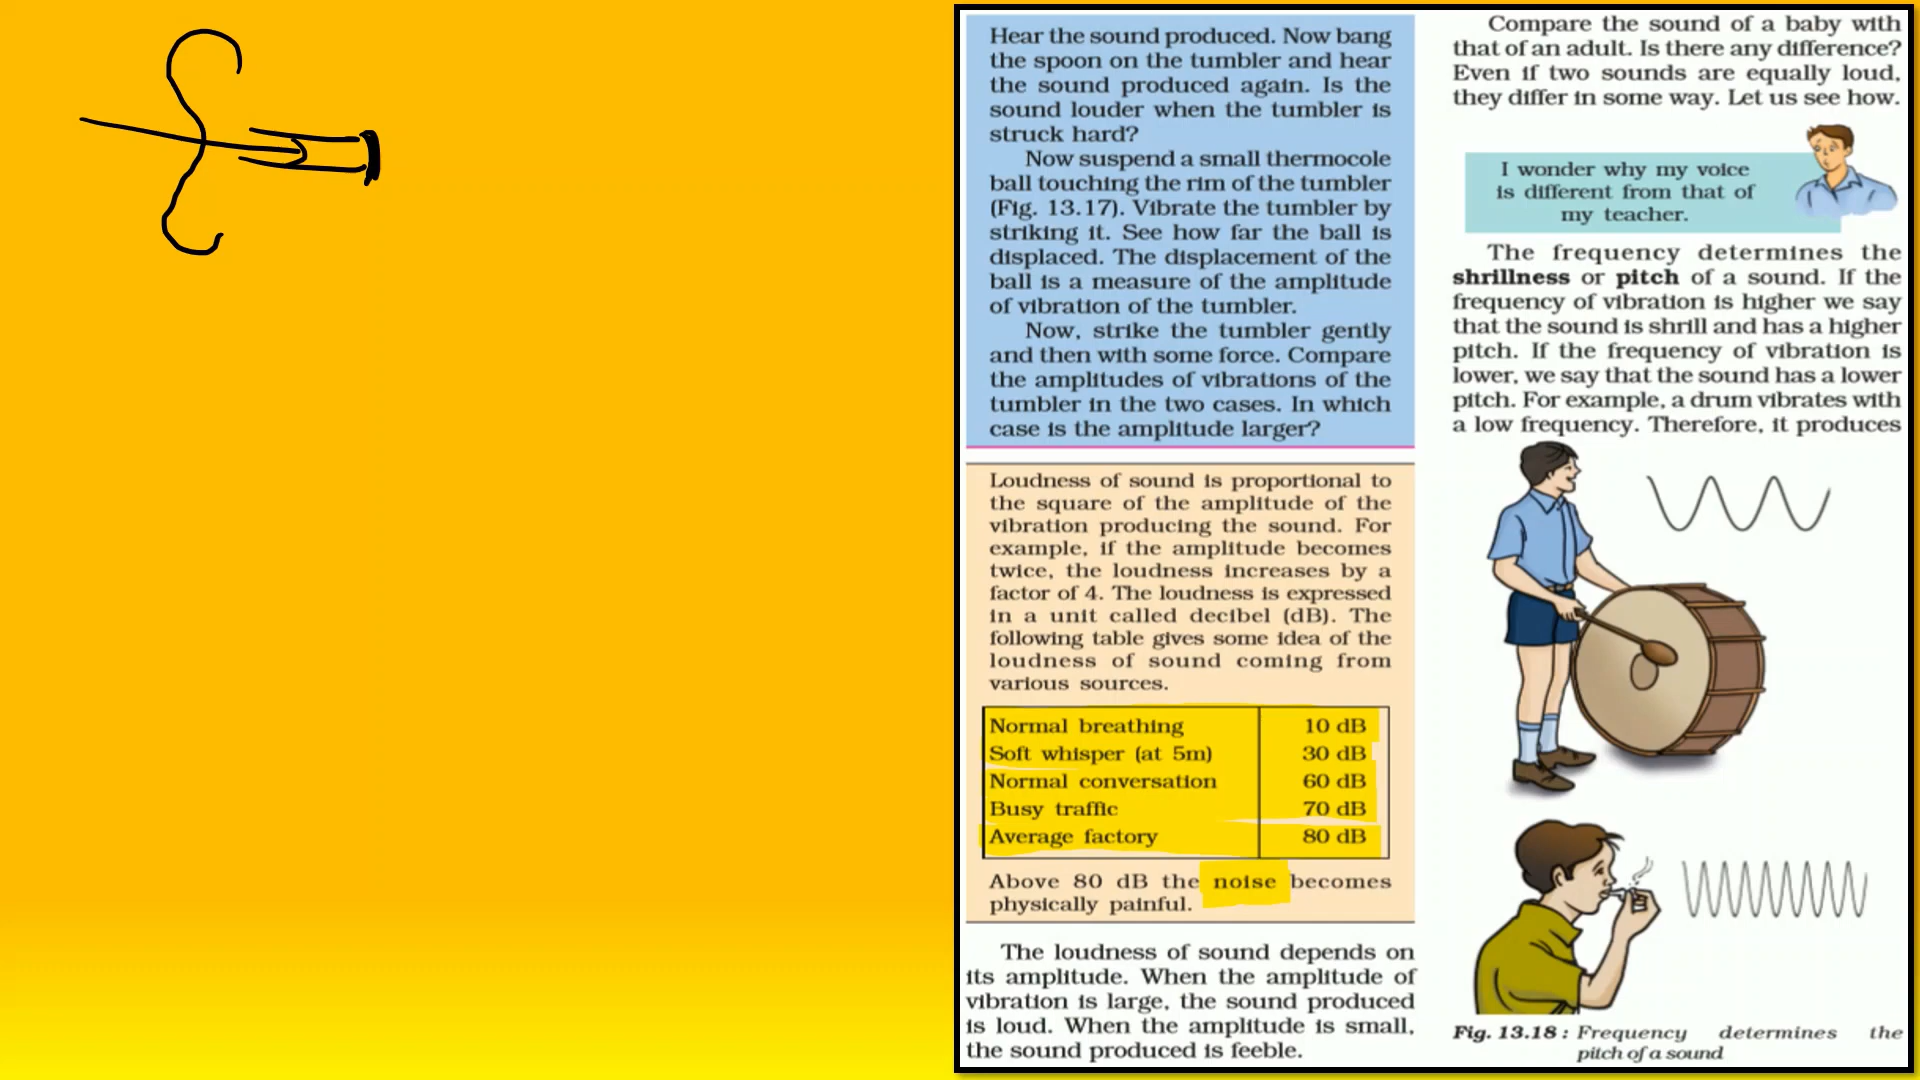 Hear the sound produced. Now bang
the spoon on the tumbler and hear
the sound produced again. Is the
sound louder when the tumbler is
struck hard?
Now suspend a small thermocole
ball touching the rim of the tumbler
(Fig. 13.17). Vibrate the tumbler by
striking it. See how far the ball is
displaced. The displacement of the
ball is a measure of the amplitude
of vibration of the tumbler.
Now, strike the tumbler gently
and then with some force. Compare
the amplitudes of vibrations of the
tumbler in the two cases. In which
case is the amplitude larger?
Loudness of sound is proportional to
the square of the amplitude of the
vibration producing the sound. For
example, if the amplitude becomes
twice, the loudness increases by a
factor of 4. The loudness is expressed
in a unit called decibel (dB). The
following table gives some idea of the
loudness of sound coming from
various sources.
Normal breathing 10 dB
Soft whisper (at 5m) 30 dB
Normal conversation 60 dB
Busy traffic 70 dB
Average factory 80 dB
Above 80 dB the noise becomes
physically painful.
The loudness of sound depends on
its amplitude. When the amplitude of
vibration is large, the sound produced
is loud. When the amplitude is small,
the sound produced is feeble.
Compare the sound of a baby with
that of an adult. Is there any difference?
Even if two sounds are equally loud,
they differ in some way. Let us see how.
I wonder why my voice
is different from that of
my teacher.
The frequency determines the
shrillness or pitch of a sound. If the
frequency of vibration is higher we say
that the sound is shrill and has a higher
pitch. If the frequency of vibration is
lower, we say that the sound has a lower
pitch. For example, a drum vibrates with
a low frequency. Therefore, it produces
Fig. 13.18 : Frequency determines the
pitch of a sound